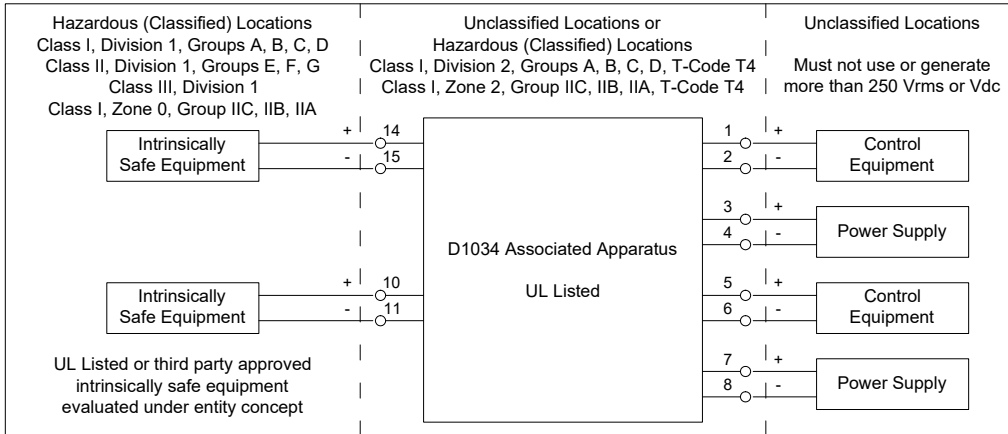 Hazardous (Classified) Locations
Class I, Division 1, Groups A, B, C, D
Class II, Division 1, Groups E, F, G
Class III, Division 1
Class I, Zone 0, Group IIC, IIB, IIA
Unclassified Locations or
Hazardous (Classified) Locations
Class I, Division 2, Groups A, B, C, D, T-Code T4
Class I, Zone 2, Group IIC, IIB, IIA, T-Code T4
Unclassified Locations
Must not use or generate
more than 250 Vrms or Vdc
Intrinsically
Safe Equipment
+ 14
- 15
Intrinsically
Safe Equipment
+ 10
- 11
UL Listed or third party approved
intrinsically safe equipment
evaluated under entity concept
D1034 Associated Apparatus
UL Listed
1 +
2 -
Control
Equipment
3 +
4 -
Power Supply
5 +
6 -
Control
Equipment
7 +
8 -
Power Supply